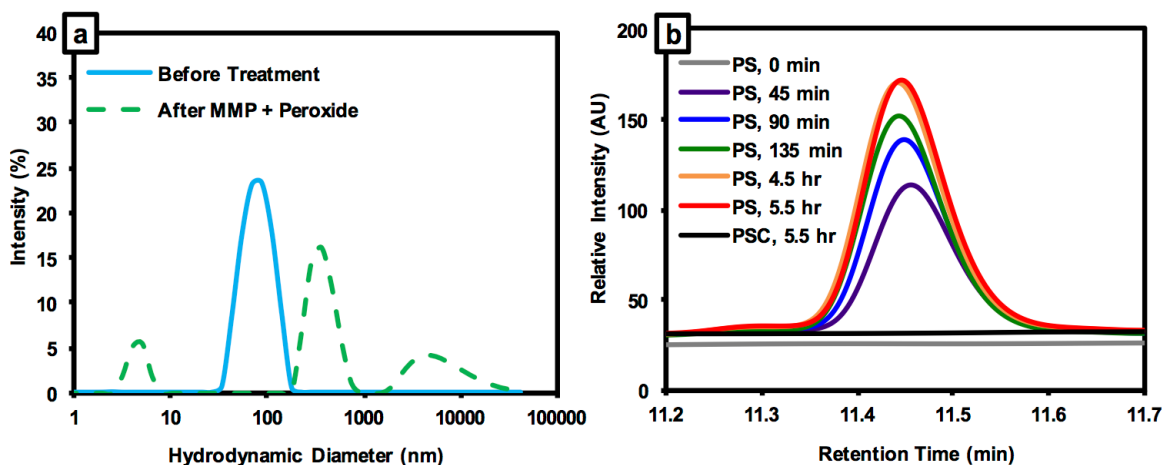 a
40
35
30
25
20
15
10
5
0
Intensity (%)
Before Treatment
After MMP + Peroxide
1 10 100 1000 10000 100000
Hydrodynamic Diameter (nm)
b
200
150
100
50
0
Relative Intensity (AU)
PS, 0 min
PS, 45 min
PS, 90 min
PS, 135 min
PS, 4.5 hr
PS, 5.5 hr
PSC, 5.5 hr
11.2 11.3 11.4 11.5 11.6 11.7
Retention Time (min)